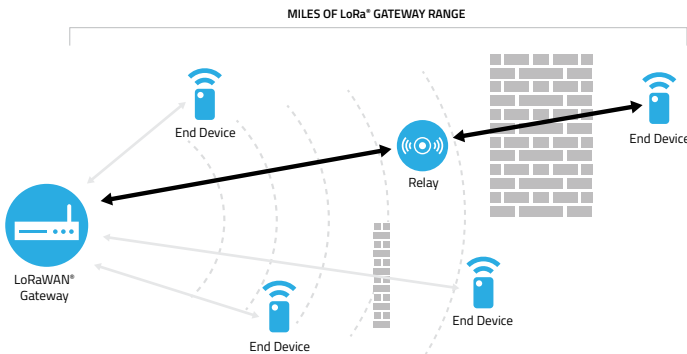 MILES OF LoRa® GATEWAY RANGE
End Device
End Device
Relay
LoRaWAN®
Gateway
End Device
End Device